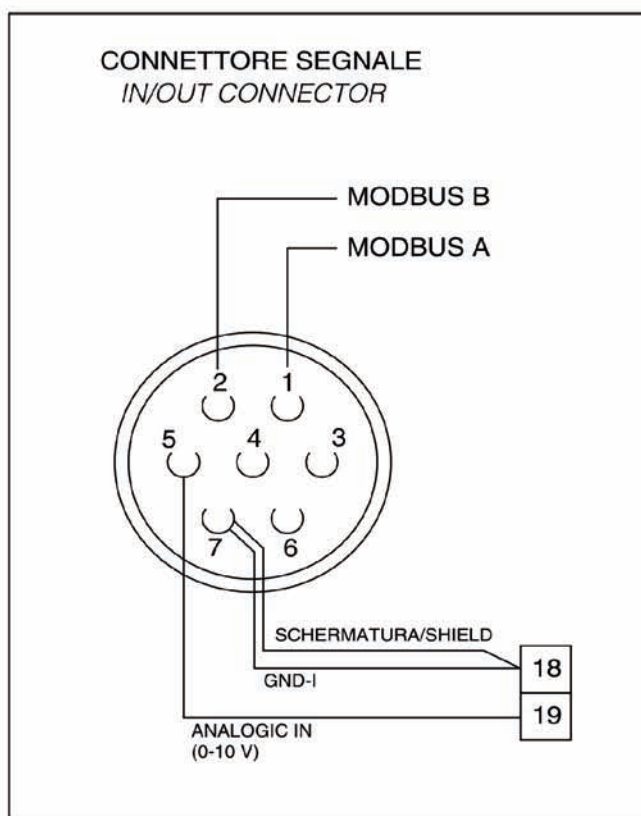 CONNETTORE SEGNALE
IN/OUT CONNECTOR
MODBUS B
MODBUS A
2 1
5 4 3
7 6
SCHERMATURA/SHIELD
18
GND-I
19
ANALOGIC IN
(0-10 V)